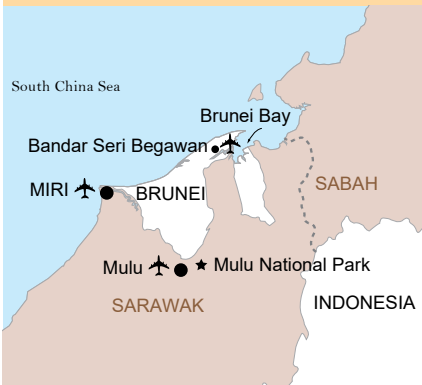 South China Sea
Brunei Bay
Bandar Seri Begawan
MIRI
BRUNEI
SABAH
Mulu
Mulu National Park
SARAWAK
INDONESIA